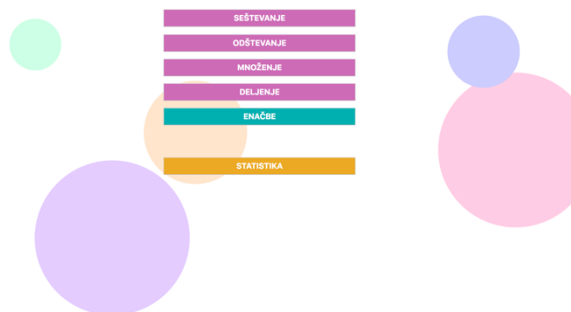 SEŠTEVANJE
ODŠTEVANJE
MNOŽENJE
DELJENJE
ENAČBE
STATISTIKA